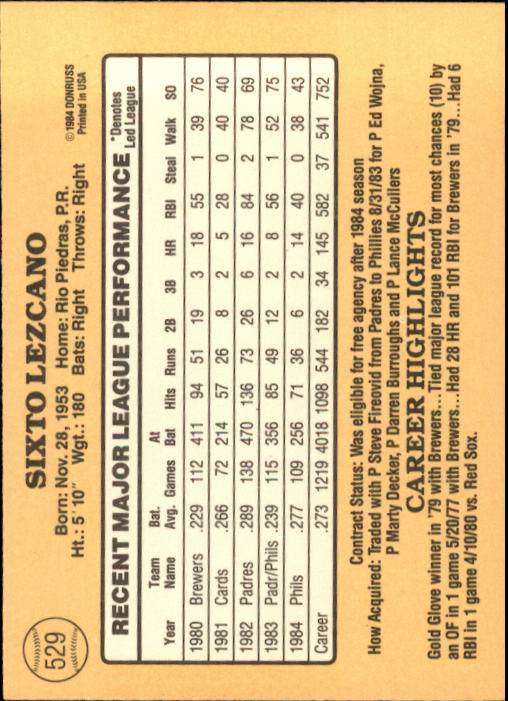 529
SIXTO LEZCANO
© 1984 DONRUSS
Printed in USA
Born: Nov. 28, 1953 Home: Rio Piedras, P.R.
Ht.: 5'10" Wgt.: 180 Bats: Right Throws: Right
RECENT MAJOR LEAGUE PERFORMANCE *Denotes Led League
Year Team Name Bat. Avg. Games At Bat Hits Runs 2B 3B HR RBI Steal Walk SO
1980 Brewers .229 112 411 94 51 19 3 18 55 1 39 76
1981 Cards .266 72 214 57 26 8 2 5 28 0 40 40
1982 Padres .289 138 470 136 73 26 6 16 84 2 78 69
1983 Padr/Phils .239 115 356 85 49 12 2 8 56 1 52 75
1984 Phils .277 109 256 71 36 6 2 14 40 0 38 43
Career .273 1219 4018 1098 544 182 34 145 582 37 541 752
Contract Status: Was eligible for free agency after 1984 season
How Acquired: Traded with P Steve Fireovid from Padres to Phillies 8/31/83 for P Ed Wojna,
P Marty Decker, P Darren Burroughs and P Lance McCullers
CAREER HIGHLIGHTS
Gold Glove winner in '79 with Brewers...Tied major league record for most chances (10) by
an OF in 1 game 5/20/77 with Brewers...Had 28 HR and 101 RBI for Brewers in '79...Had 6
RBI in 1 game 4/10/80 vs. Red Sox.